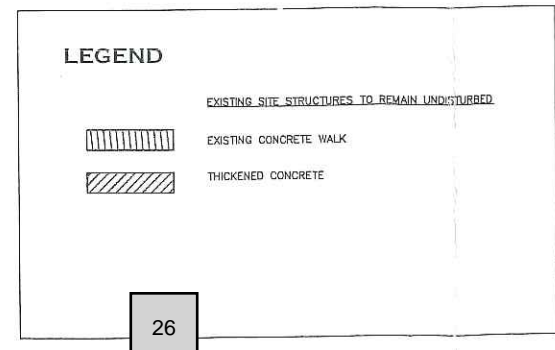 LEGEND
EXISTING SITE STRUCTURES TO REMAIN UNDISTURBED
EXISTING CONCRETE WALK
THICKENED CONCRETE
26